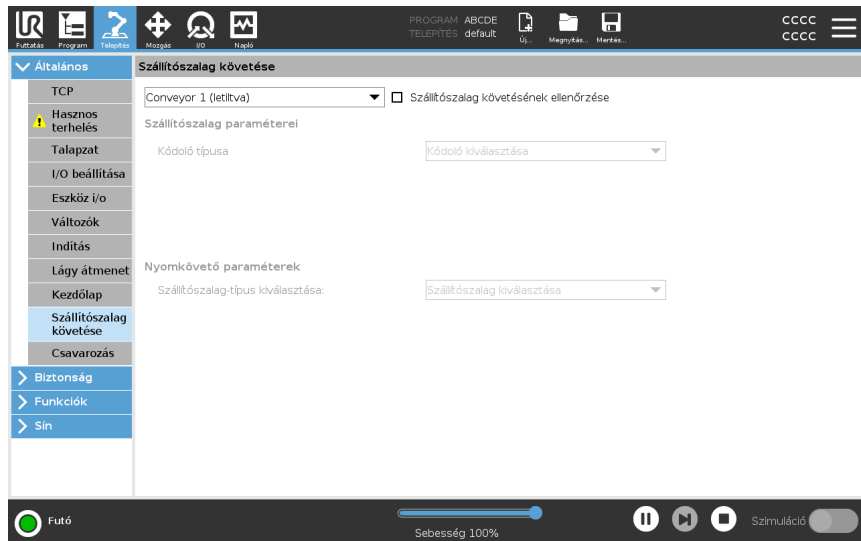 UR
PROGRAM ABCDE
TELEPÍTÉS default
CCCC
CCCC
Futtatás Program Telepítés Mozgás I/O Napló Új... Megnyitás... Mentés...
Általános
TCP
Hasznos
terhelés
Talapzat
I/O beállítása
Eszköz i/o
Változók
Indítás
Lágy átmenet
Kezdőlap
Szállítószalag
követése
Csavarozás
Biztonság
Funkciók
Sín
Szállítószalag követése
Conveyor 1 (letiltva) Szállítószalag követésének ellenőrzése
Szállítószalag paraméterei
Kódoló típusa Kódoló kiválasztása
Nyomkövető paraméterek
Szállítószalag-típus kiválasztása: Szállítószalag kiválasztása
Futó
Sebesség 100%
Szimuláció